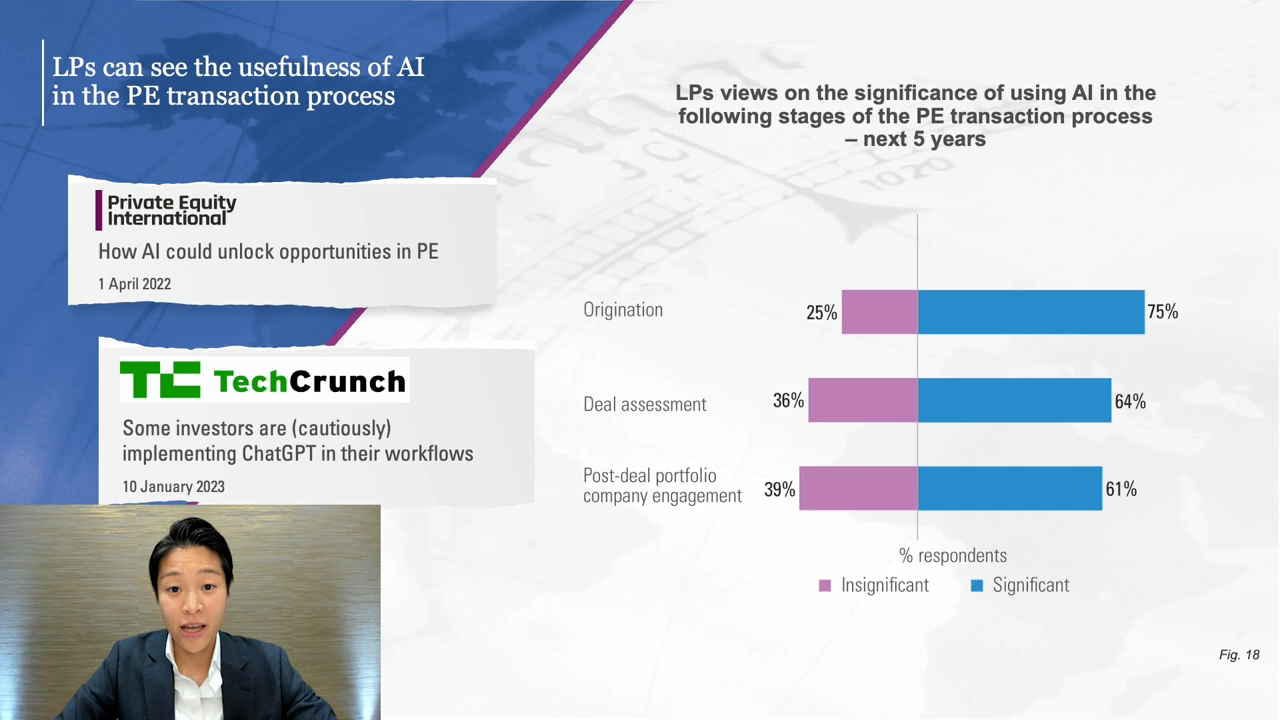 LPs can see the usefulness of AI
in the PE transaction process
Private Equity
International
How AI could unlock opportunities in PE
1 April 2022
TC TechCrunch
Some investors are (cautiously)
implementing ChatGPT in their workflows
10 January 2023
LPs views on the significance of using AI in the
following stages of the PE transaction process
– next 5 years
Origination
25%
75%
Deal assessment
36%
64%
Post-deal portfolio
company engagement
39%
61%
% respondents
Insignificant
Significant
Fig. 18